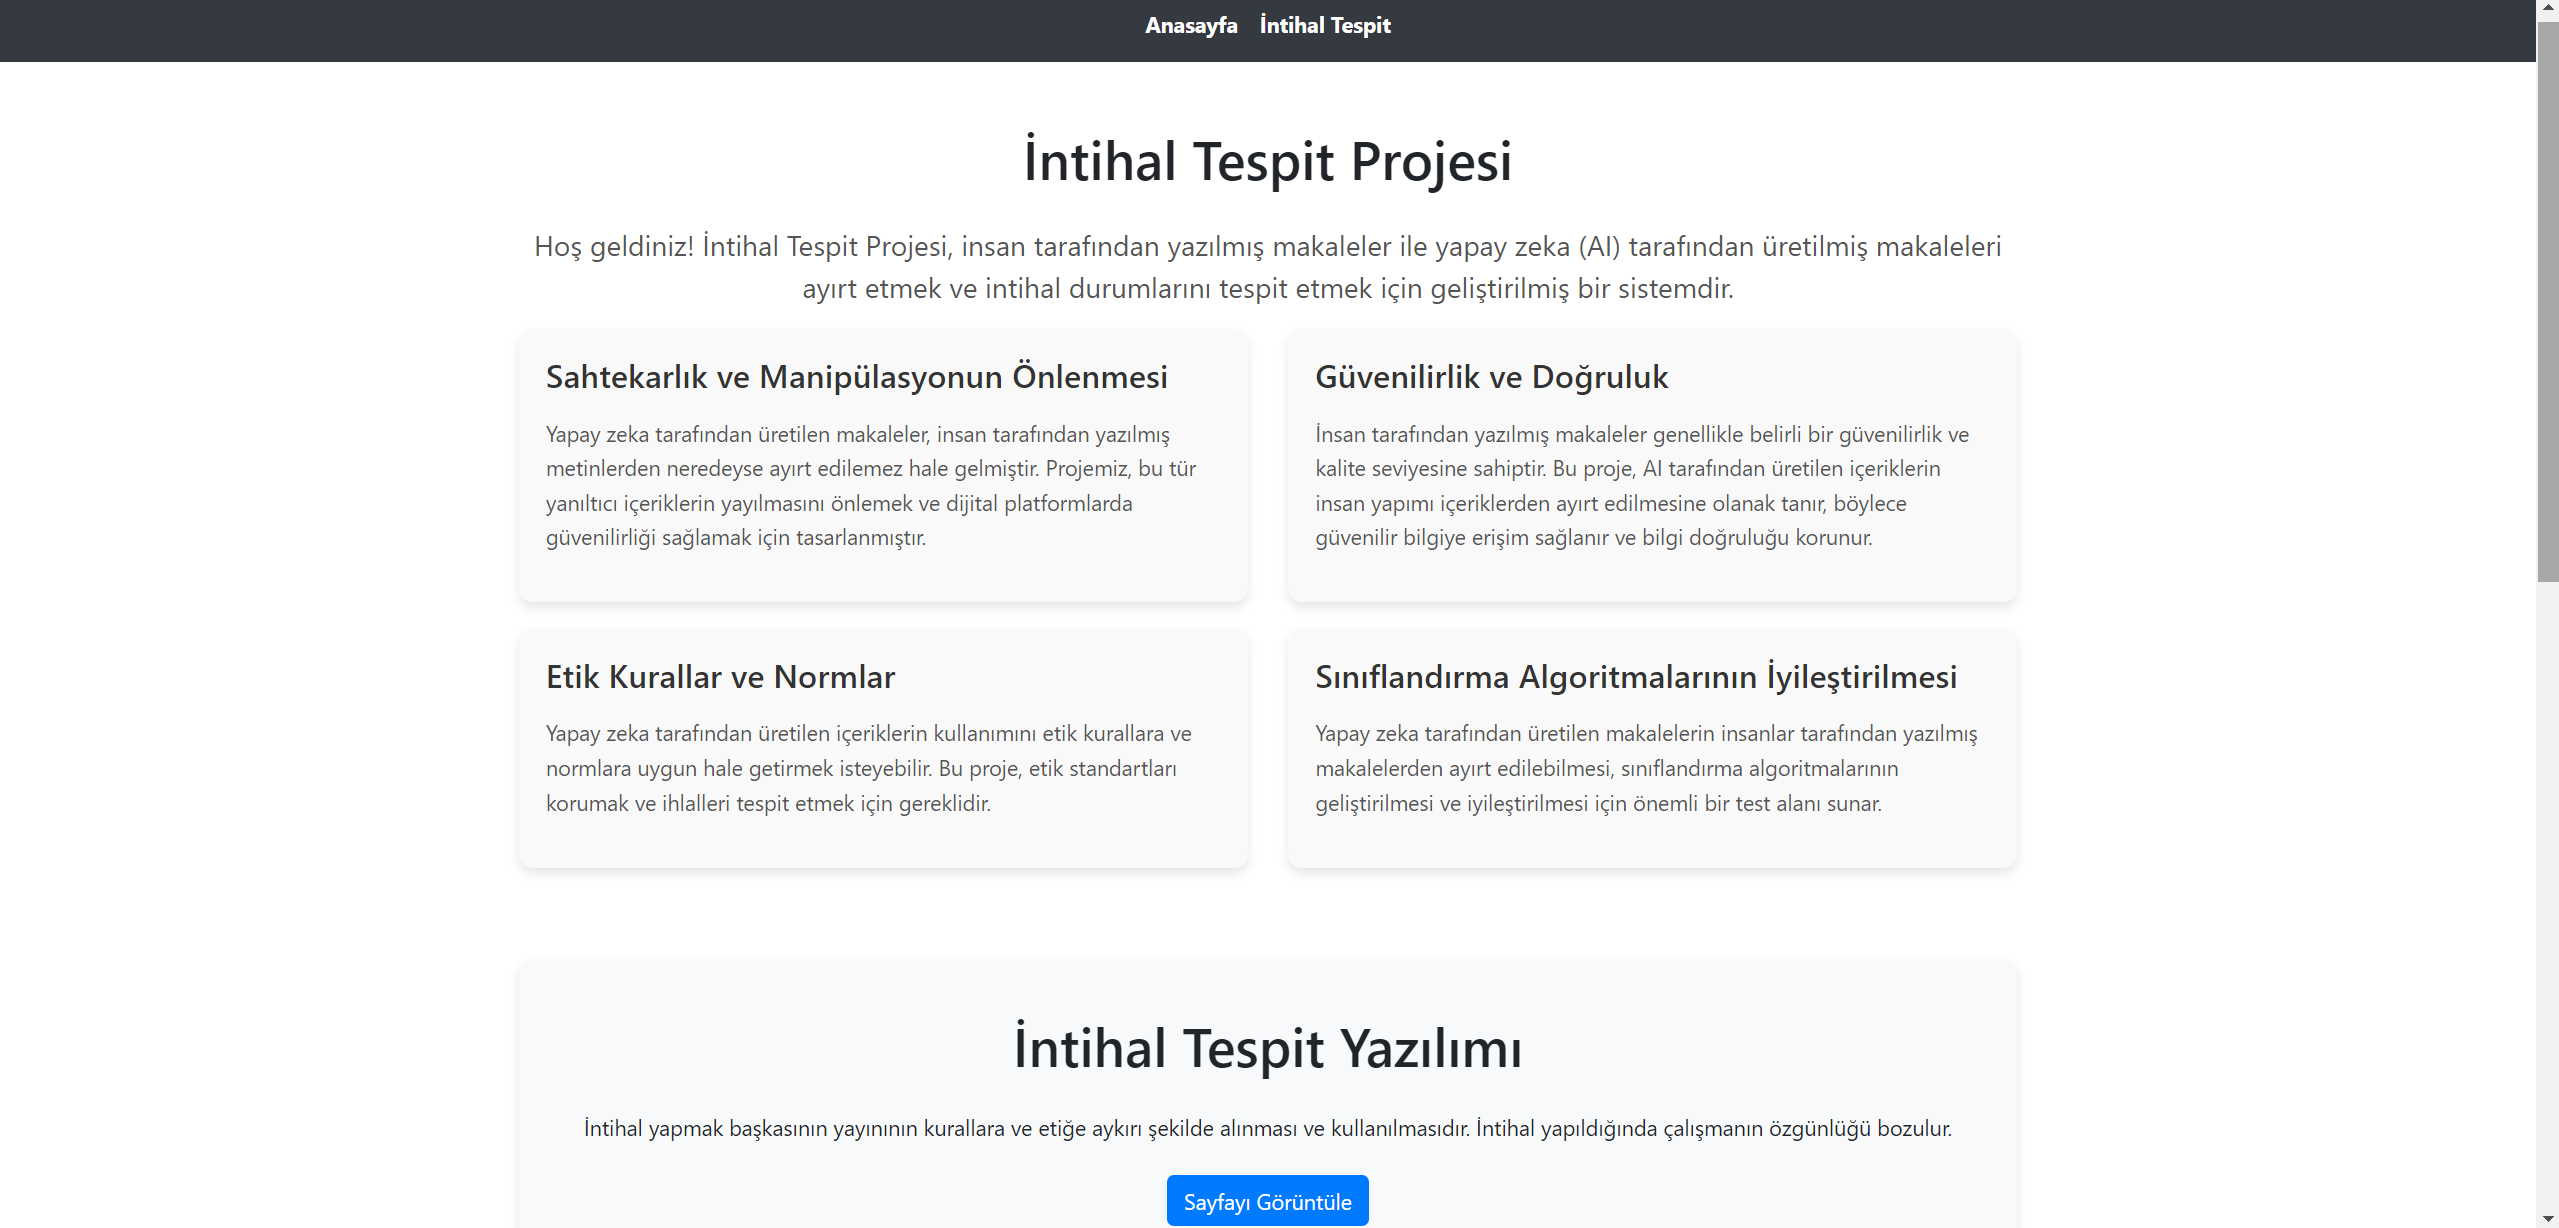 Anasayfa İntihal Tespit
İntihal Tespit Projesi
Hoş geldiniz! İntihal Tespit Projesi, insan tarafından yazılmış makaleler ile yapay zeka (AI) tarafından üretilmiş makaleleri
ayırt etmek ve intihal durumlarını tespit etmek için geliştirilmiş bir sistemdir.
Sahtekarlık ve Manipülasyonun Önlenmesi
Yapay zeka tarafından üretilen makaleler, insan tarafından yazılmış
metinlerden neredeyse ayırt edilemez hale gelmiştir. Projemiz, bu tür
yanıltıcı içeriklerin yayılmasını önlemek ve dijital platformlarda
güvenilirliği sağlamak için tasarlanmıştır.
Güvenilirlik ve Doğruluk
İnsan tarafından yazılmış makaleler genellikle belirli bir güvenilirlik ve
kalite seviyesine sahiptir. Bu proje, AI tarafından üretilen içeriklerin
insan yapımı içeriklerden ayırt edilmesine olanak tanır, böylece
güvenilir bilgiye erişim sağlanır ve bilgi doğruluğu korunur.
Etik Kurallar ve Normlar
Yapay zeka tarafından üretilen içeriklerin kullanımını etik kurallara ve
normlara uygun hale getirmek isteyebilir. Bu proje, etik standartları
korumak ve ihlalleri tespit etmek için gereklidir.
Sınıflandırma Algoritmalarının İyileştirilmesi
Yapay zeka tarafından üretilen makalelerin insanlar tarafından yazılmış
makalelerden ayırt edilebilmesi, sınıflandırma algoritmalarının
geliştirilmesi ve iyileştirilmesi için önemli bir test alanı sunar.
İntihal Tespit Yazılımı
İntihal yapmak başkasının yayınının kurallara ve etiğe aykırı şekilde alınması ve kullanılmasıdır. İntihal yapıldığında çalışmanın özgünlüğü bozulur.
Sayfayı Görüntüle